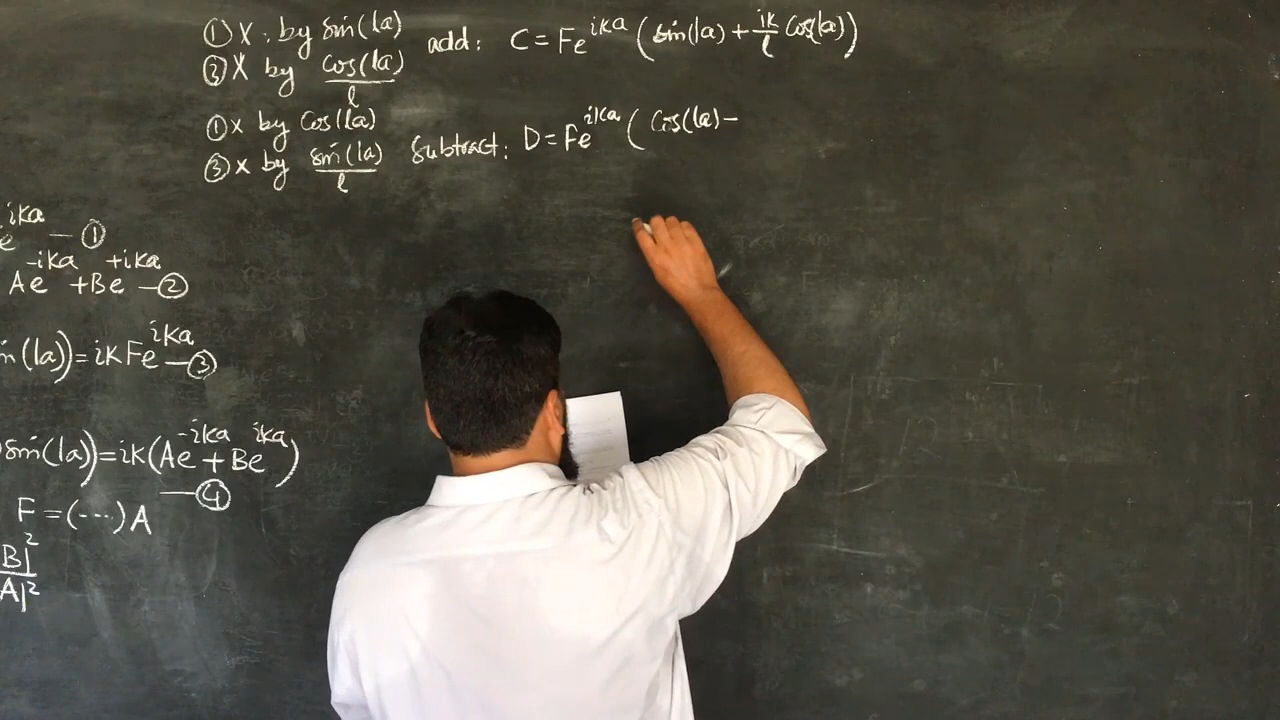 ① × . by sin(la)
③ × by cos(la)/l
add: C = Fe^{ika} (sin(la) + ik/l cos(la))
① × by cos(la)
③ × by sin(la)/l
subtract: D = Fe^{ika} ( cos(la) –
e^{ika} — ①
Ae^{-ika} + Be^{+ika} — ②
n(la)) = ikFe^{ika} — ③
sin(la)) = ik(Ae^{-ika} + Be^{ika})
— ④
F = (---) A
B|²
A|²